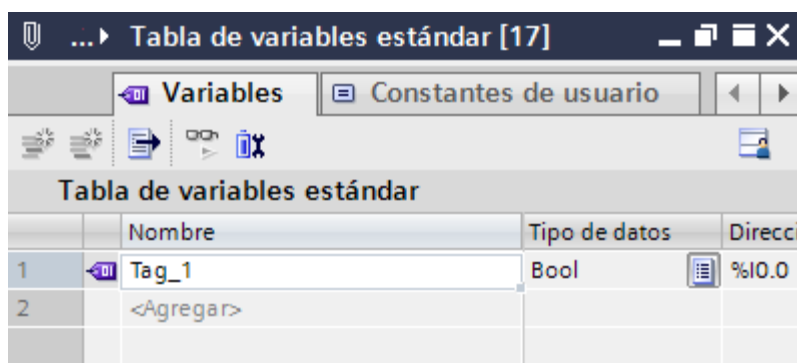 ...▸ Tabla de variables estándar [17]
Variables Constantes de usuario
Tabla de variables estándar
Nombre Tipo de datos Direcci
1 Tag_1 Bool %I0.0
2 <Agregar>